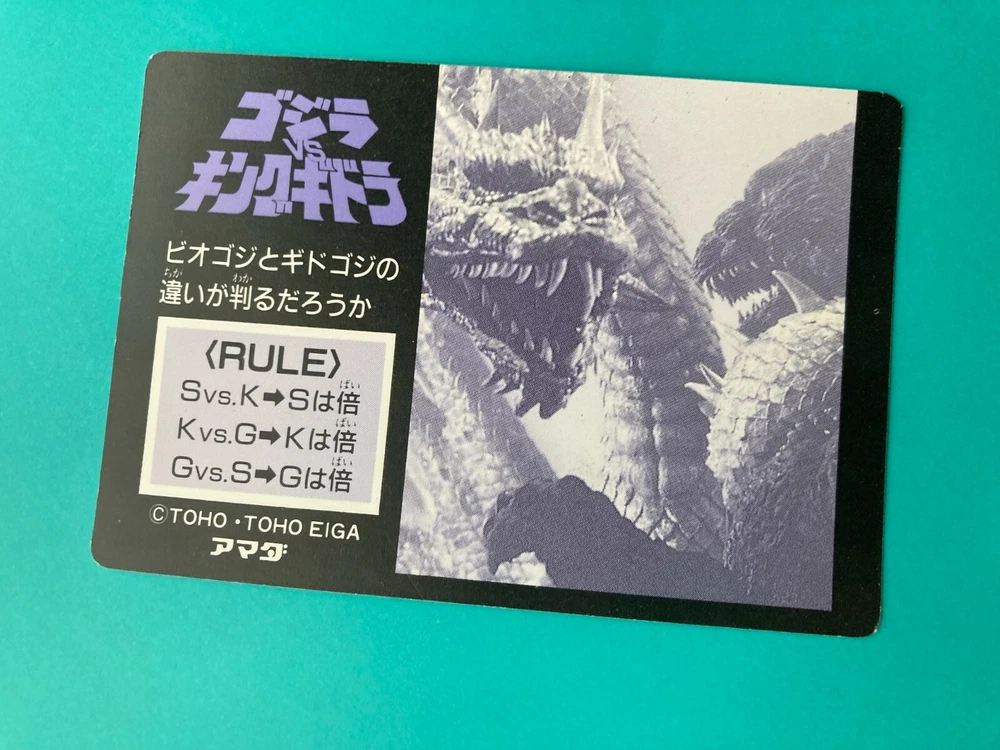 ゴジラ
VS
キングギドラ
ビオゴジとギドゴジの
違いが判るだろうか
〈RULE〉
Svs.K➡Sは倍
Kvs.G➡Kは倍
Gvs.S➡Gは倍
©TOHO・TOHO EIGA
アマダ